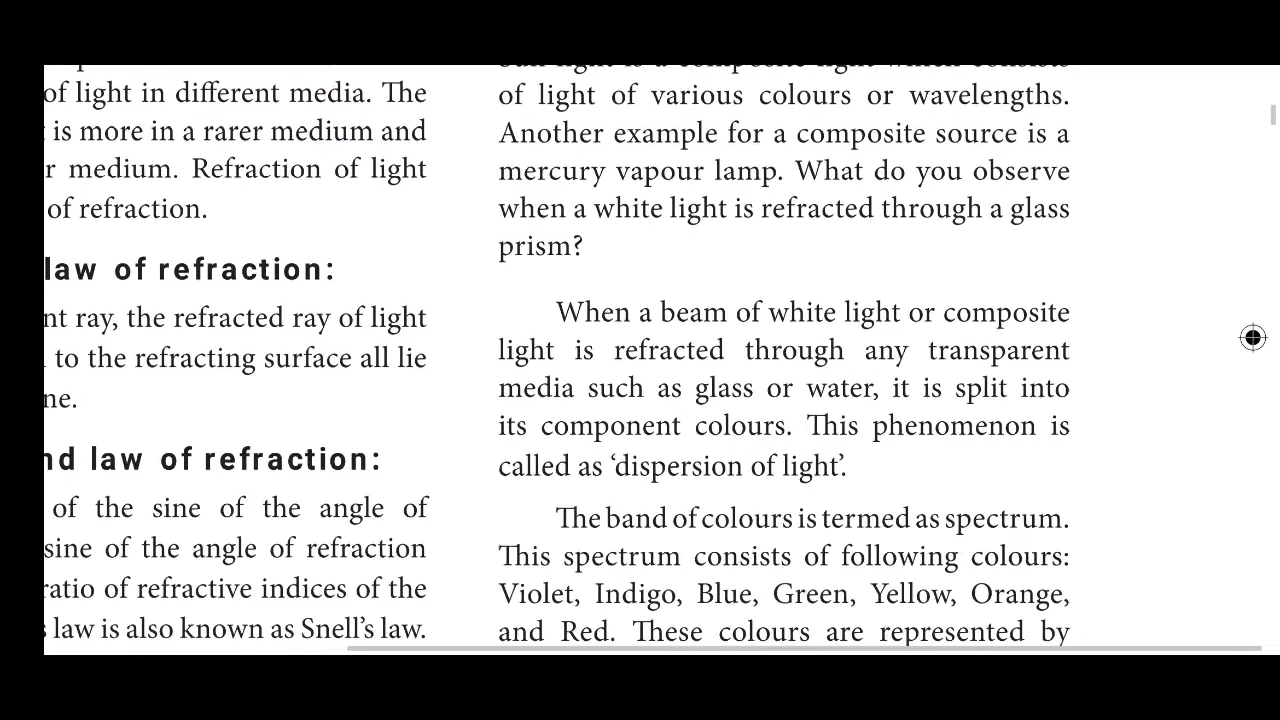 of light in different media. The
is more in a rarer medium and
medium. Refraction of light
of refraction.
law of refraction:
ray, the refracted ray of light
to the refracting surface all lie
law of refraction:
of the sine of the angle of
sine of the angle of refraction
ratio of refractive indices of the
law is also known as Snell's law.
of light of various colours or wavelengths.
Another example for a composite source is a
mercury vapour lamp. What do you observe
when a white light is refracted through a glass
prism?
When a beam of white light or composite
light is refracted through any transparent
media such as glass or water, it is split into
its component colours. This phenomenon is
called as 'dispersion of light'.
The band of colours is termed as spectrum.
This spectrum consists of following colours:
Violet, Indigo, Blue, Green, Yellow, Orange,
and Red. These colours are represented by